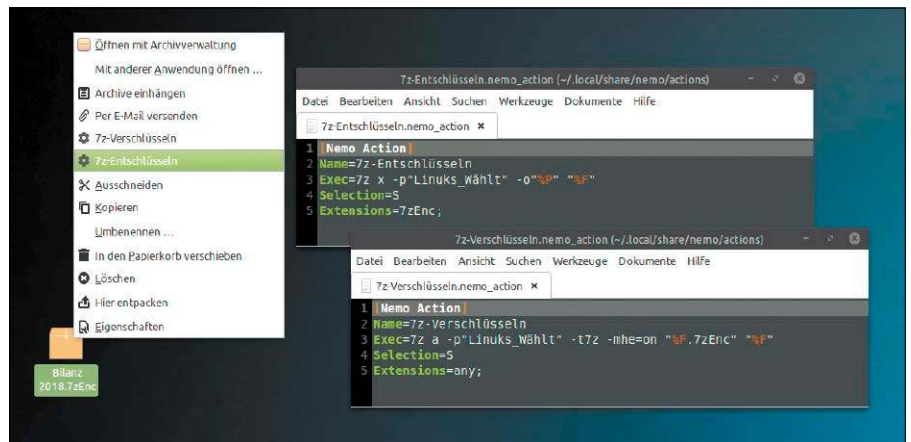 Öffnen mit Archivverwaltung
Mit anderer Anwendung öffnen ...
Archive einhängen
Per E-Mail versenden
7z-Verschlüsseln
7z-Entschlüsseln
Ausschneiden
Kopieren
Umbenennen ...
In den Papierkorb verschieben
Löschen
Hier entpacken
Eigenschaften
Bilanz
2018.7zEnc
7z-Entschlüsseln.nemo_action (~/.local/share/nemo/actions)
Datei Bearbeiten Ansicht Suchen Werkzeuge Dokumente Hilfe
7z-Entschlüsseln.nemo_action
1 [Nemo Action]
2 Name=7z-Entschlüsseln
3 Exec=7z x -p"Linuks_Wählt" -o"%P" "%F"
4 Selection=S
5 Extensions=7zEnc;
7z-Verschlüsseln.nemo_action (~/.local/share/nemo/actions)
Datei Bearbeiten Ansicht Suchen Werkzeuge Dokumente Hilfe
7z-Verschlüsseln.nemo_action
1 [Nemo Action]
2 Name=7z-Verschlüsseln
3 Exec=7z a -p"Linuks_Wählt" -t7z -mhe=on "%F.7zEnc" "%F"
4 Selection=S
5 Extensions=any;